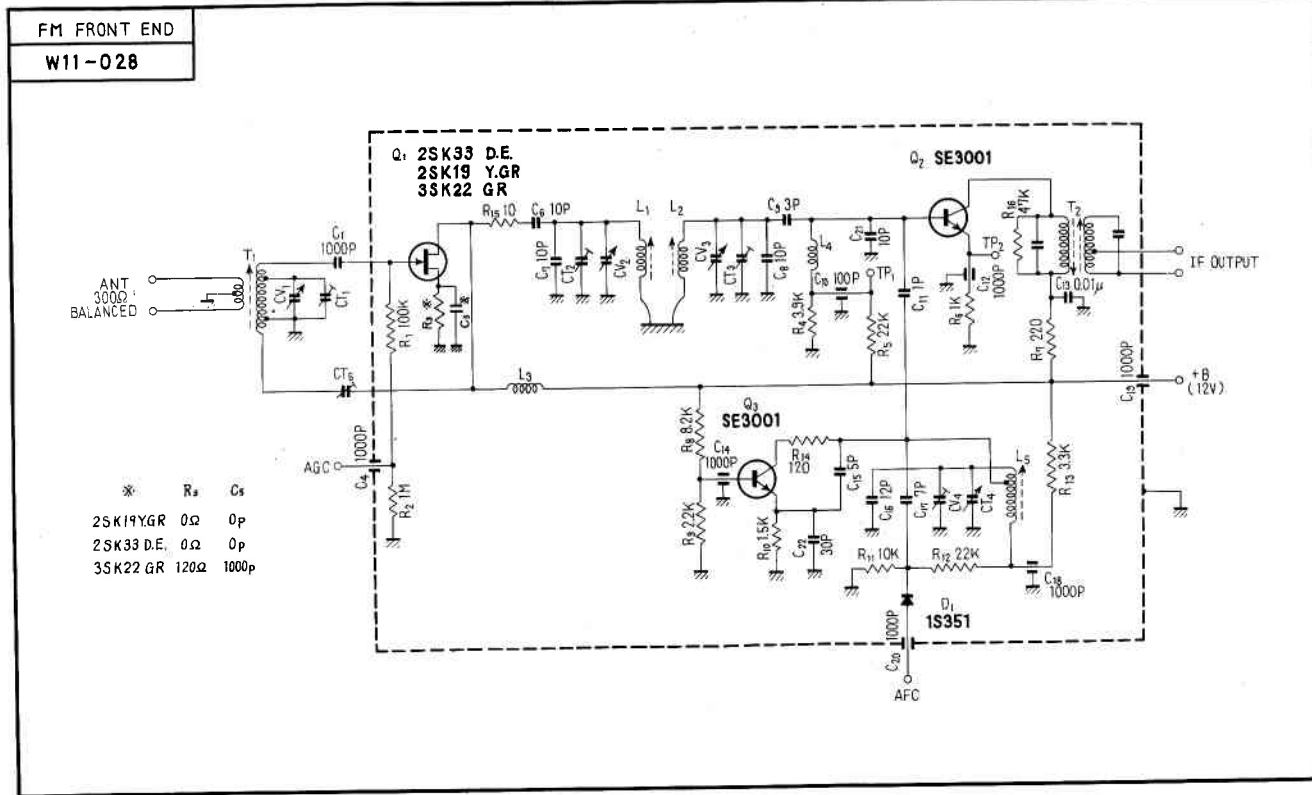 FM FRONT END
W11-028
Q₁ 2SK33 D.E.
2SK19 Y.GR
3SK22 GR
Q₂ SE3001
R₁₅ 10
C₆ 10P
L₁
L₂
C₉ 3P
C₇ 10P
CT₂
CV₂
CV₃
CT₃
C₈ 10P
L₄
C₂₁
10P
R₁₆
47K
T₂
TP₂
C₁₂
1000P
IF OUTPUT
C₁₃ 0.01μ
C₁
1000P
T₁
ANT
300Ω
BALANCED
CV₁
CT₁
R₁ 100K
R₃ ※
C₅ ※
C₁₀ 100P
TP₁
R₄ 3.9K
R₅ 22K
C₁₁ 1P
R₆ 1K
R₇ 220
1000P
C₁₉
+B
(12V)
CT₅
L₃
Q₃
SE3001
R₈ 8.2K
C₁₄
1000P
R₁₄
120
C₁₅ 5P
L₅
R₁₃ 3.3K
AGC
1000P
C₄
R₂ 1M
R₉ 2.2K
R₁₀ 1.5K
C₂₂
30P
C₁₆ 12P
C₁₇ 7P
CV₄
CT₄
R₁₁ 10K
R₁₂ 22K
C₁₈
1000P
D₁
1S351
1000P
C₂₀
AFC
※ R₃ C₅
2SK19Y.GR 0Ω 0p
2SK33 D.E. 0Ω 0p
3SK22 GR 120Ω 1000p